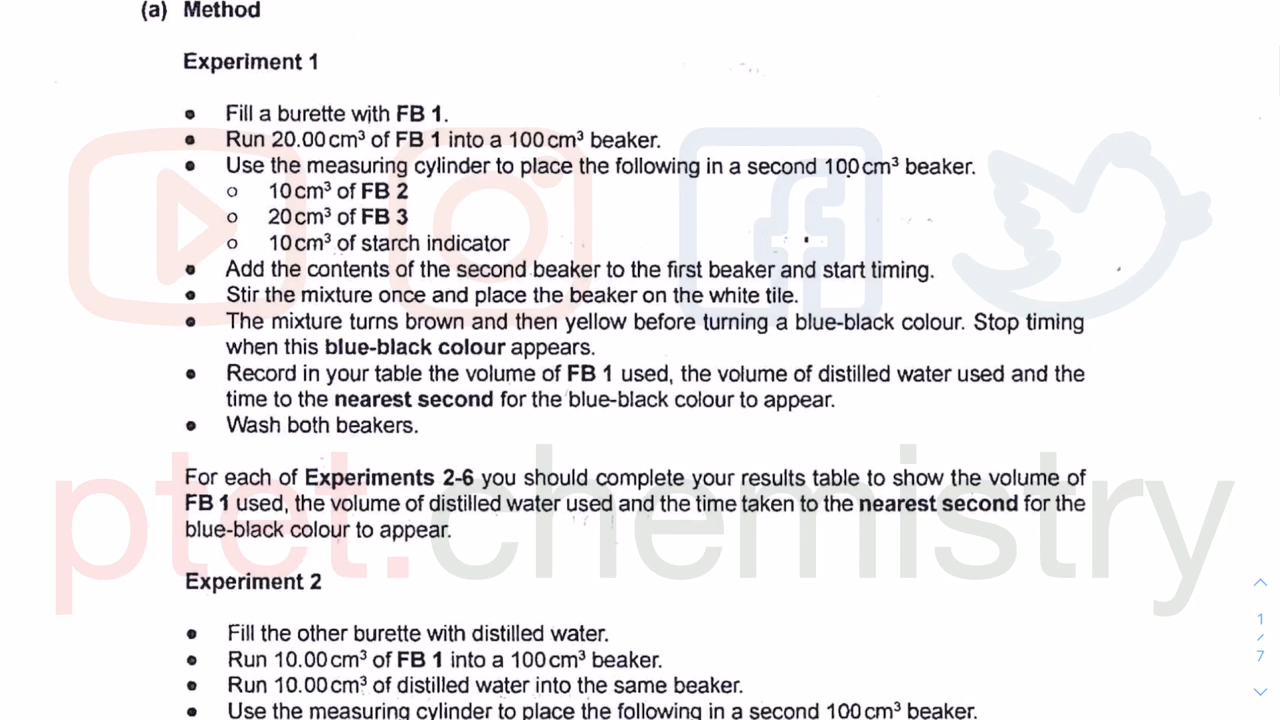 (a) Method
Experiment 1
• Fill a burette with FB 1.
• Run 20.00 cm³ of FB 1 into a 100 cm³ beaker.
• Use the measuring cylinder to place the following in a second 100 cm³ beaker.
o 10 cm³ of FB 2
o 20 cm³ of FB 3
o 10 cm³ of starch indicator
• Add the contents of the second beaker to the first beaker and start timing.
• Stir the mixture once and place the beaker on the white tile.
• The mixture turns brown and then yellow before turning a blue-black colour. Stop timing
when this blue-black colour appears.
• Record in your table the volume of FB 1 used, the volume of distilled water used and the
time to the nearest second for the blue-black colour to appear.
• Wash both beakers.
For each of Experiments 2-6 you should complete your results table to show the volume of
FB 1 used, the volume of distilled water used and the time taken to the nearest second for the
blue-black colour to appear.
ptet.chemistry
Experiment 2
• Fill the other burette with distilled water.
• Run 10.00 cm³ of FB 1 into a 100 cm³ beaker.
• Run 10.00 cm³ of distilled water into the same beaker.
• Use the measuring cylinder to place the following in a second 100 cm³ beaker.
1
/
7